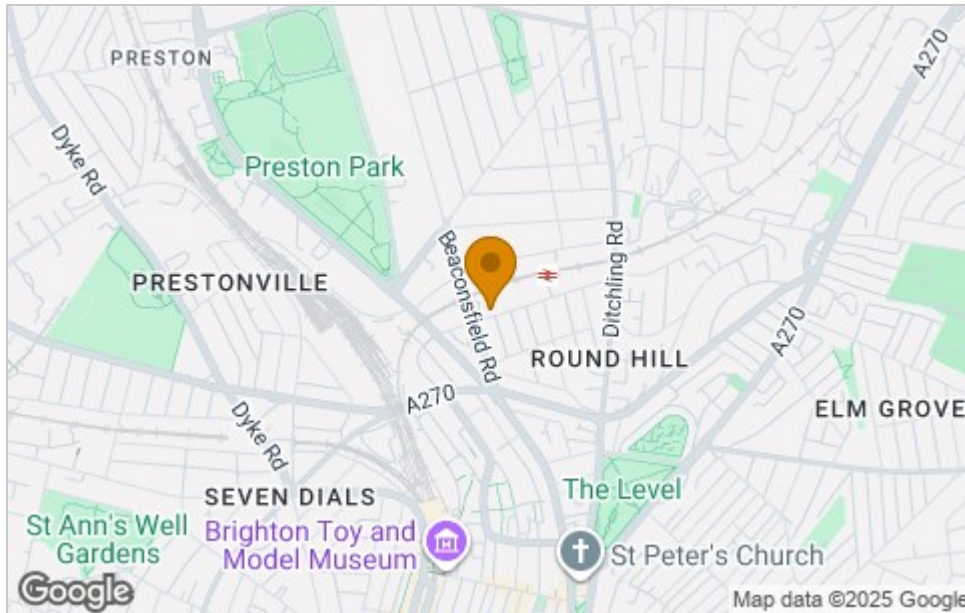 PRESTON
A270
Dyke Rd
Preston Park
Beaconsfield Rd
Ditchling Rd
PRESTONVILLE
A270
ROUND HILL
A270
ELM GROVE
Dyke Rd
SEVEN DIALS
The Level
St Ann's Well
Gardens
Brighton Toy and
Model Museum
St Peter's Church
Google
Map data ©2025 Google